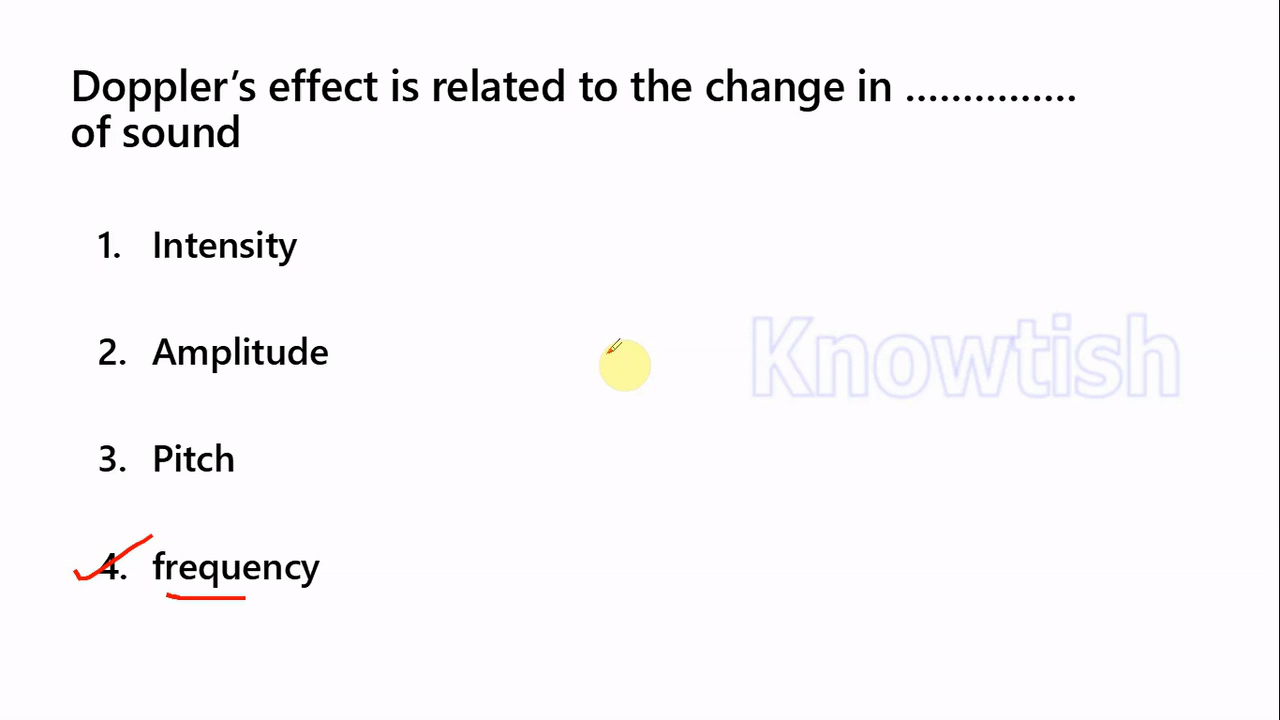 Doppler’s effect is related to the change in ...............
of sound
1. Intensity
2. Amplitude
Knowtish
3. Pitch
4. frequency